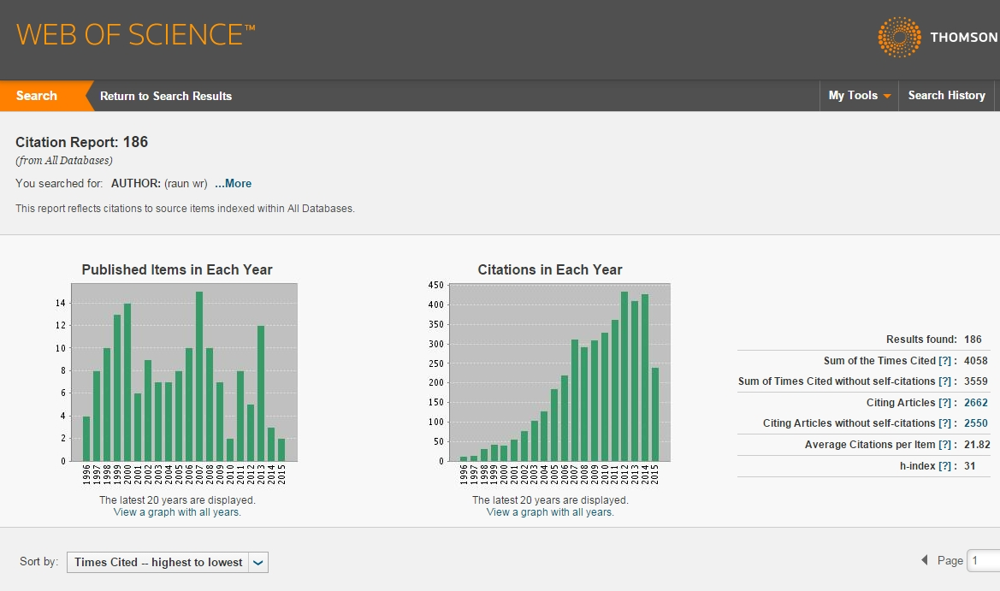 WEB OF SCIENCE™
THOMSON
Search
Return to Search Results
My Tools
Search History
Citation Report: 186
(from All Databases)
You searched for: AUTHOR: (raun wr) ...More
This report reflects citations to source items indexed within All Databases.
Published Items in Each Year
14
12
10
8
6
4
2
0
1996
1997
1998
1999
2000
2001
2002
2003
2004
2005
2006
2007
2008
2009
2010
2011
2012
2013
2014
2015
The latest 20 years are displayed.
View a graph with all years.
Citations in Each Year
450
400
350
300
250
200
150
100
50
0
1996
1997
1998
1999
2000
2001
2002
2003
2004
2005
2006
2007
2008
2009
2010
2011
2012
2013
2014
2015
The latest 20 years are displayed.
View a graph with all years.
Results found: 186
Sum of the Times Cited [?] : 4058
Sum of Times Cited without self-citations [?] : 3559
Citing Articles [?] : 2662
Citing Articles without self-citations [?] : 2550
Average Citations per Item [?] : 21.82
h-index [?] : 31
Sort by: Times Cited -- highest to lowest
Page 1